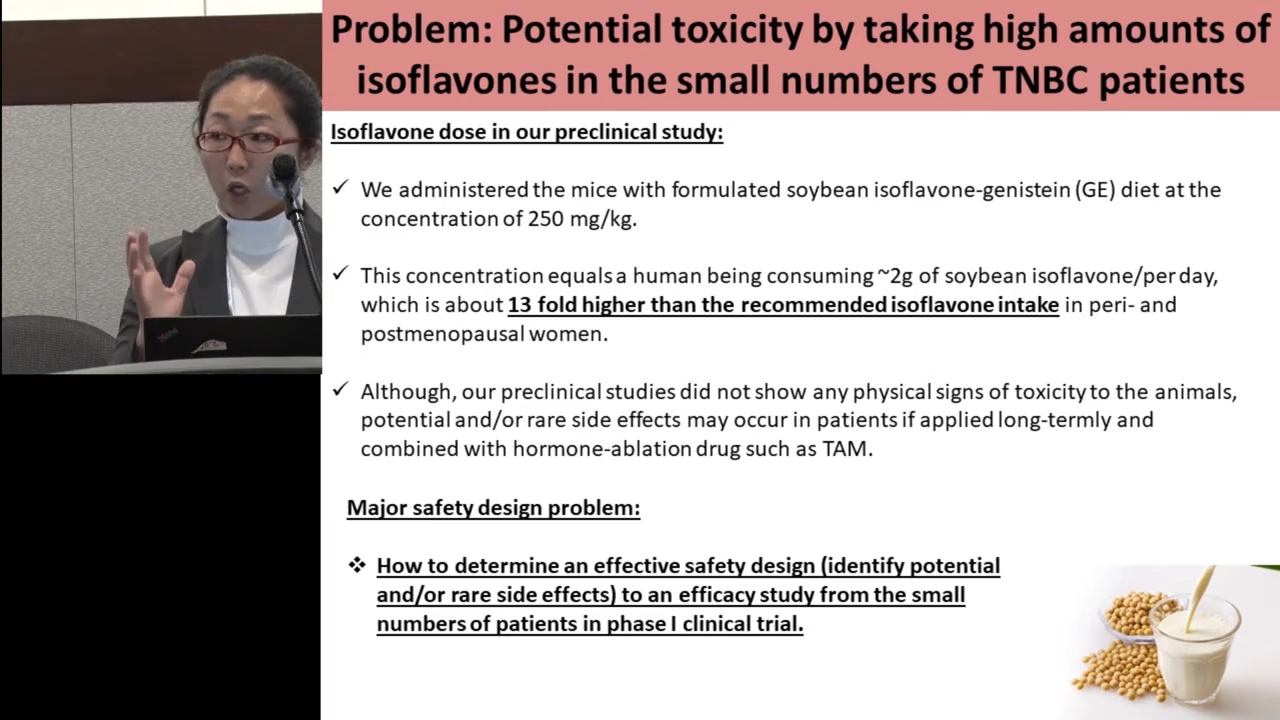 Problem: Potential toxicity by taking high amounts of
isoflavones in the small numbers of TNBC patients
Isoflavone dose in our preclinical study:
✓ We administered the mice with formulated soybean isoflavone-genistein (GE) diet at the
concentration of 250 mg/kg.
✓ This concentration equals a human being consuming ~2g of soybean isoflavone/per day,
which is about 13 fold higher than the recommended isoflavone intake in peri- and
postmenopausal women.
✓ Although, our preclinical studies did not show any physical signs of toxicity to the animals,
potential and/or rare side effects may occur in patients if applied long-termly and
combined with hormone-ablation drug such as TAM.
Major safety design problem:
❖ How to determine an effective safety design (identify potential
and/or rare side effects) to an efficacy study from the small
numbers of patients in phase I clinical trial.